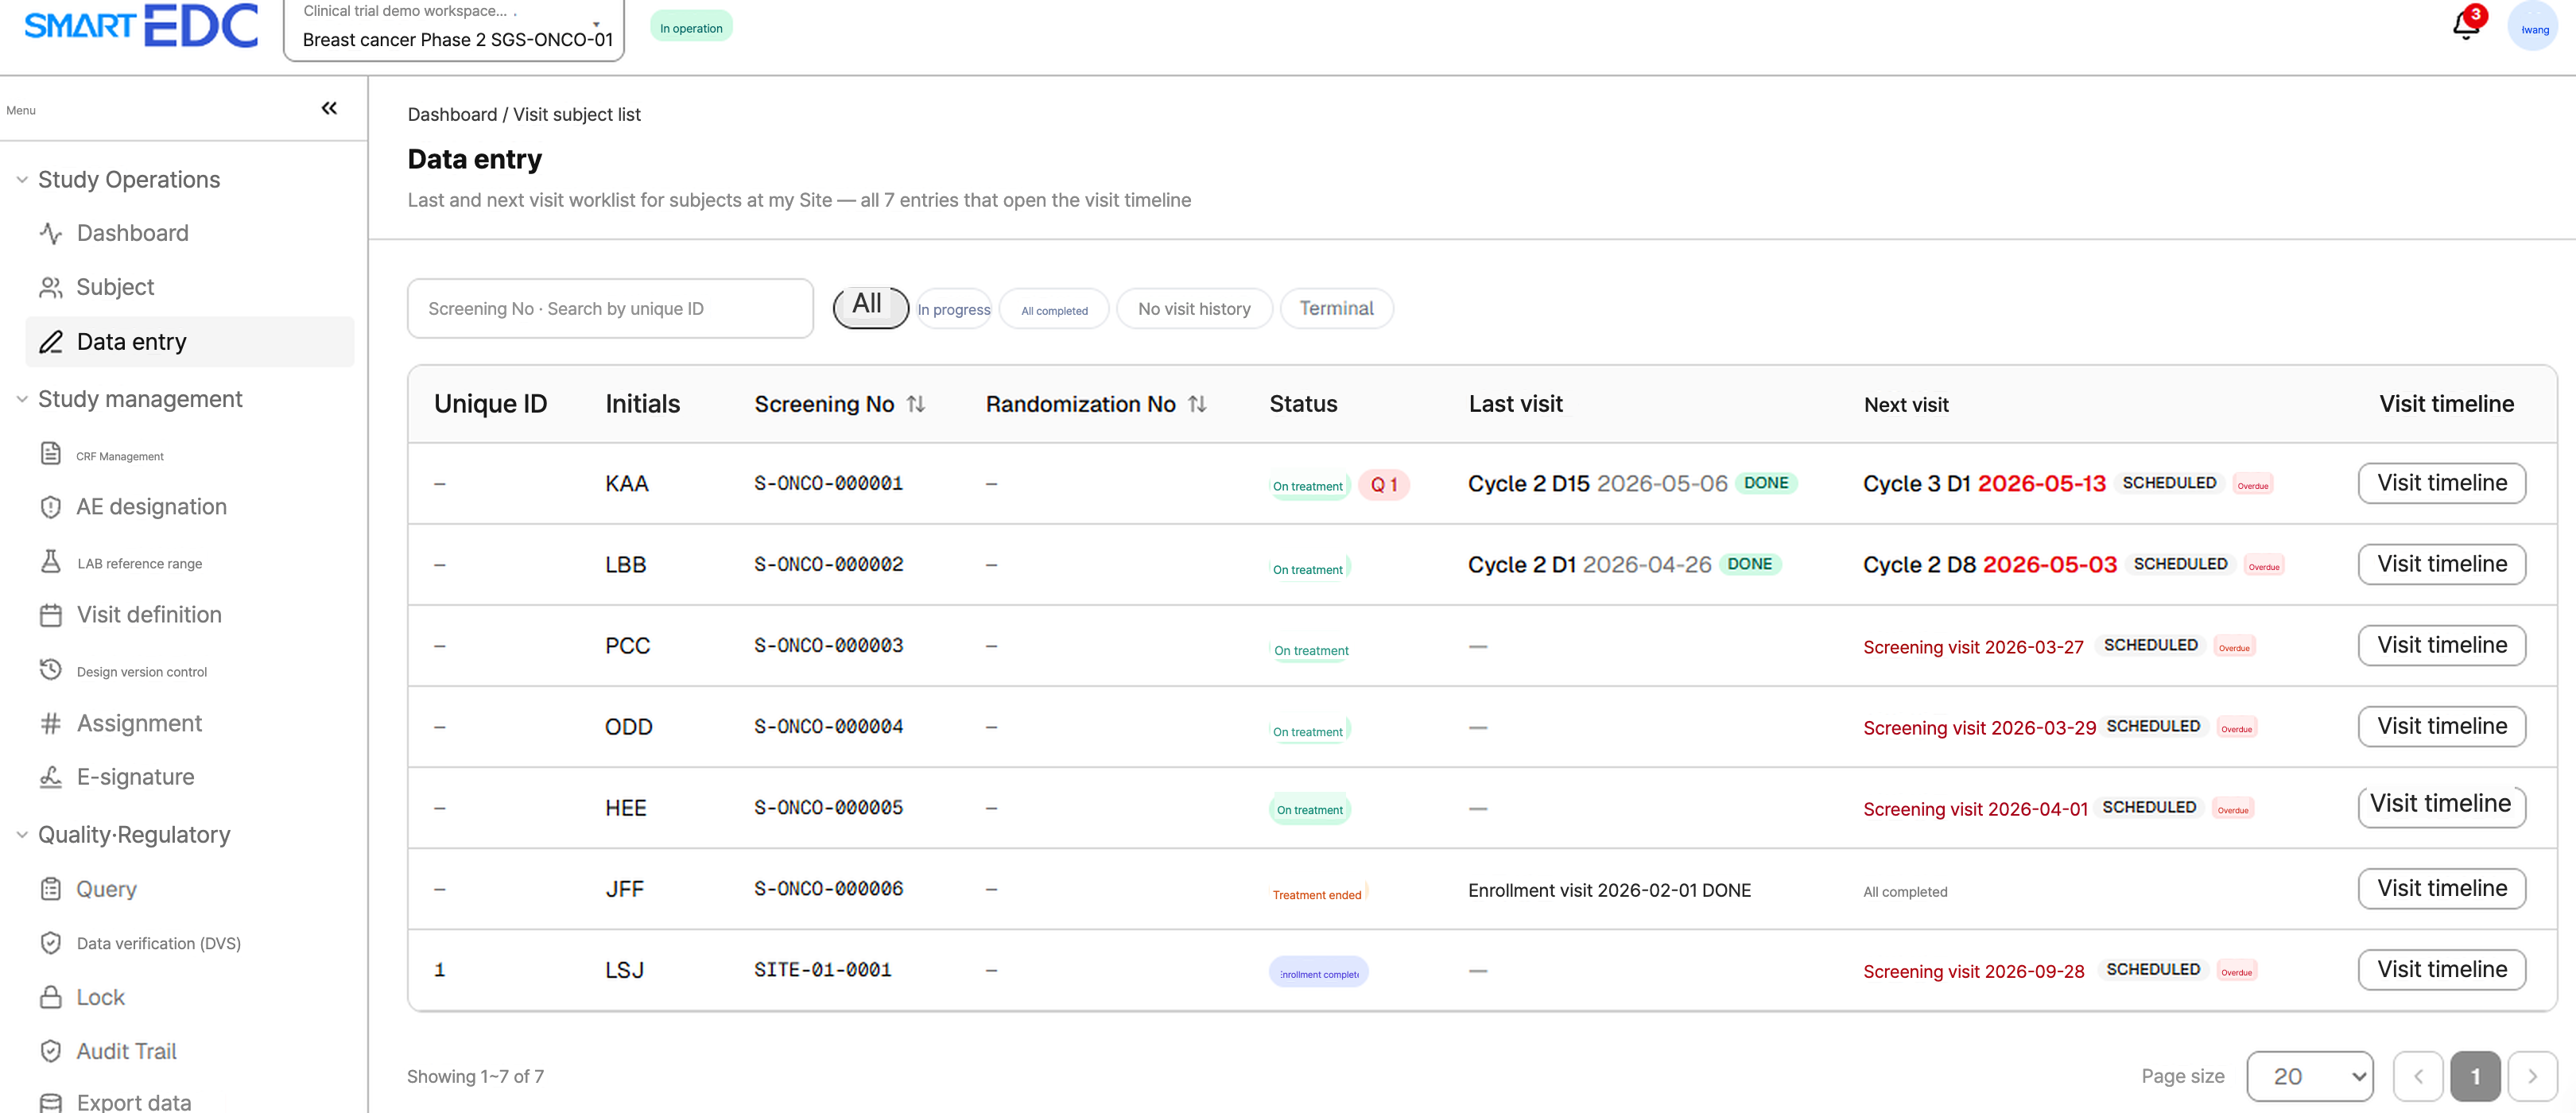 SMART EDC
Clinical trial demo workspace...
Breast cancer Phase 2 SGS-ONCO-01
In operation
3
Menu
Study Operations
Dashboard
Subject
Data entry
Study management
CRF Management
AE designation
LAB reference range
Visit definition
Design version control
Assignment
E-signature
Quality·Regulatory
Query
Data verification (DVS)
Lock
Audit Trail
Export data
Dashboard / Visit subject list
Data entry
Last and next visit worklist for subjects at my Site — all 7 entries that open the visit timeline
Screening No · Search by unique ID
All In progress All completed No visit history Terminal
Unique ID Initials Screening No Randomization No Status Last visit Next visit Visit timeline
– KAA S-ONCO-000001 – On treatment Q 1 Cycle 2 D15 2026-05-06 DONE Cycle 3 D1 2026-05-13 SCHEDULED Overdue Visit timeline
– LBB S-ONCO-000002 – On treatment Cycle 2 D1 2026-04-26 DONE Cycle 2 D8 2026-05-03 SCHEDULED Overdue Visit timeline
– PCC S-ONCO-000003 – On treatment — Screening visit 2026-03-27 SCHEDULED Overdue Visit timeline
– ODD S-ONCO-000004 – On treatment — Screening visit 2026-03-29 SCHEDULED Overdue Visit timeline
– HEE S-ONCO-000005 – On treatment — Screening visit 2026-04-01 SCHEDULED Overdue Visit timeline
– JFF S-ONCO-000006 – Treatment ended Enrollment visit 2026-02-01 DONE All completed Visit timeline
1 LSJ SITE-01-0001 – Enrollment complete — Screening visit 2026-09-28 SCHEDULED Overdue Visit timeline
Showing 1~7 of 7
Page size 20 1